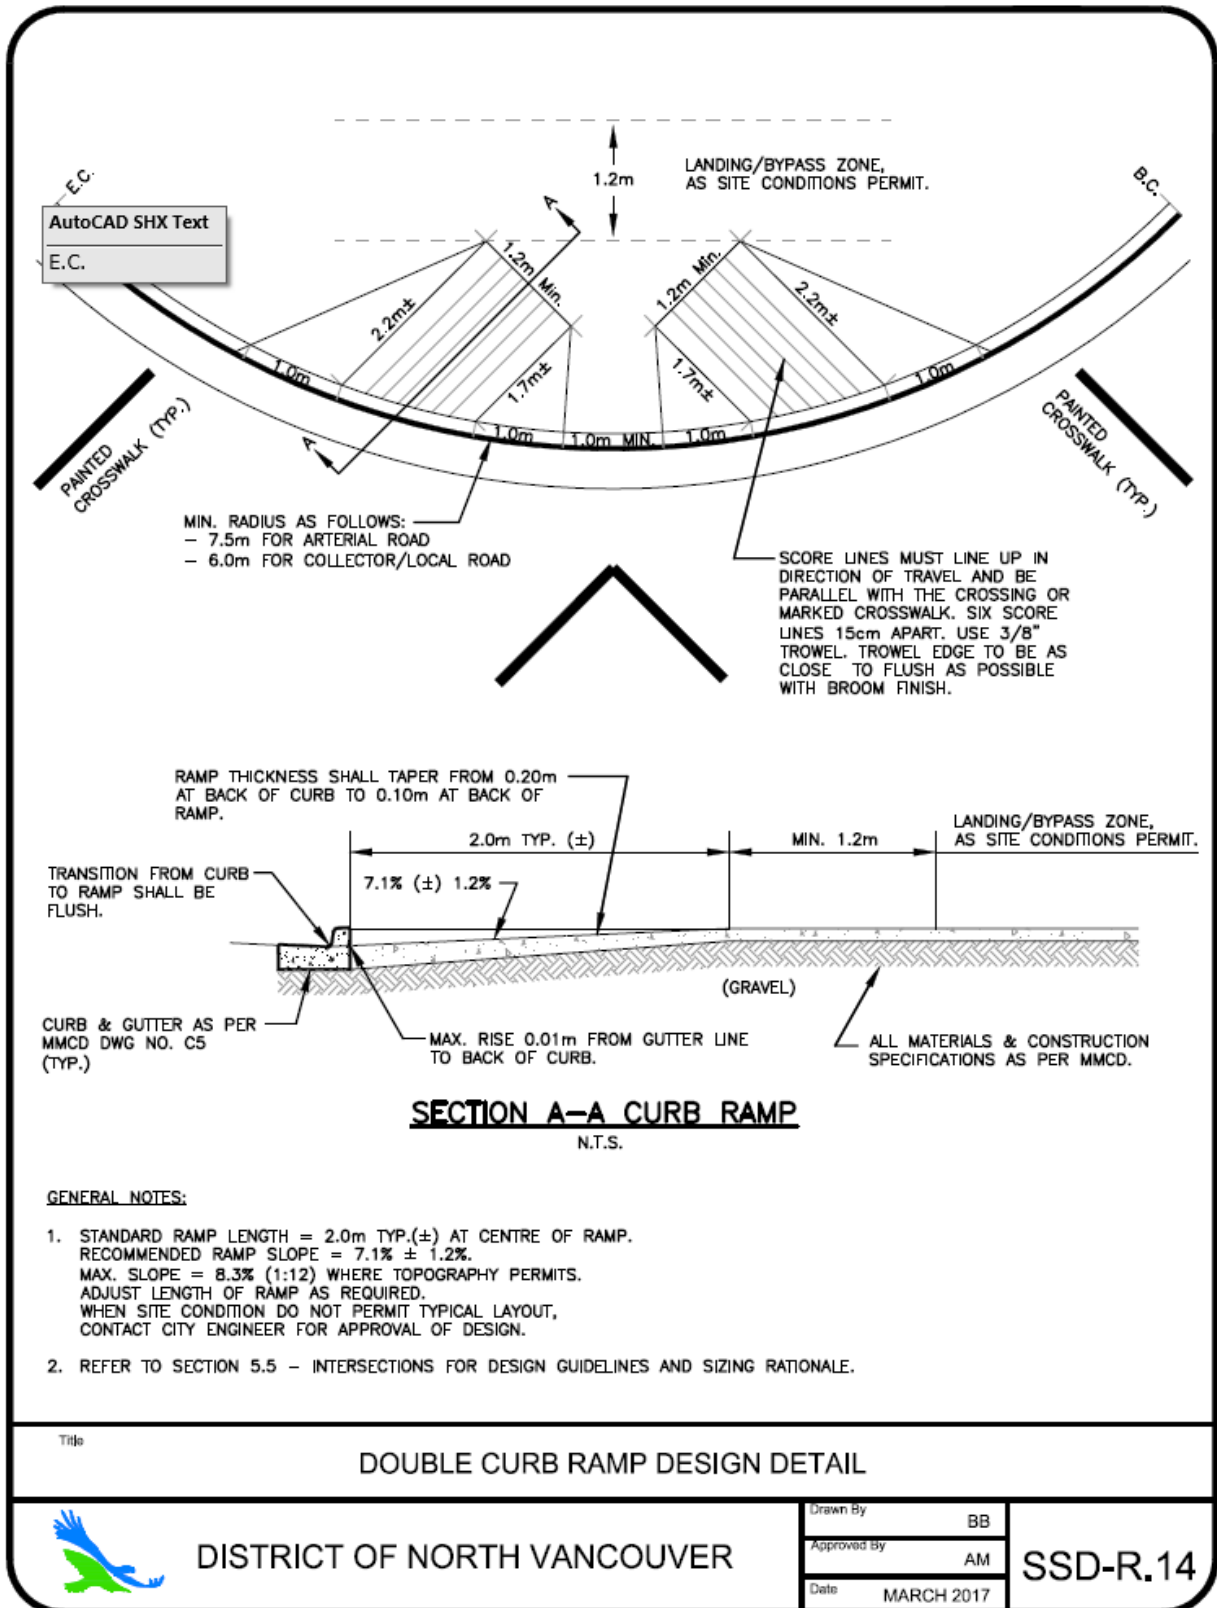 E.C.
AutoCAD SHX Text
E.C.
1.2m
LANDING/BYPASS ZONE,
AS SITE CONDITIONS PERMIT.
B.C.
A
1.2m Min.
2.2m±
1.7m±
1.0m
A
1.2m Min.
2.2m±
1.7m±
1.0m
1.0m
1.0m MIN.
1.0m
PAINTED
CROSSWALK (TYP.)
PAINTED
CROSSWALK (TYP.)
MIN. RADIUS AS FOLLOWS:
– 7.5m FOR ARTERIAL ROAD
– 6.0m FOR COLLECTOR/LOCAL ROAD
SCORE LINES MUST LINE UP IN
DIRECTION OF TRAVEL AND BE
PARALLEL WITH THE CROSSING OR
MARKED CROSSWALK. SIX SCORE
LINES 15cm APART. USE 3/8"
TROWEL. TROWEL EDGE TO BE AS
CLOSE TO FLUSH AS POSSIBLE
WITH BROOM FINISH.
RAMP THICKNESS SHALL TAPER FROM 0.20m
AT BACK OF CURB TO 0.10m AT BACK OF
RAMP.
2.0m TYP. (±)
MIN. 1.2m
LANDING/BYPASS ZONE,
AS SITE CONDITIONS PERMIT.
TRANSITION FROM CURB
TO RAMP SHALL BE
FLUSH.
7.1% (±) 1.2%
(GRAVEL)
CURB & GUTTER AS PER
MMCD DWG NO. C5
(TYP.)
MAX. RISE 0.01m FROM GUTTER LINE
TO BACK OF CURB.
ALL MATERIALS & CONSTRUCTION
SPECIFICATIONS AS PER MMCD.
SECTION A–A CURB RAMP
N.T.S.
GENERAL NOTES:
1. STANDARD RAMP LENGTH = 2.0m TYP.(±) AT CENTRE OF RAMP.
RECOMMENDED RAMP SLOPE = 7.1% ± 1.2%.
MAX. SLOPE = 8.3% (1:12) WHERE TOPOGRAPHY PERMITS.
ADJUST LENGTH OF RAMP AS REQUIRED.
WHEN SITE CONDITION DO NOT PERMIT TYPICAL LAYOUT,
CONTACT CITY ENGINEER FOR APPROVAL OF DESIGN.
2. REFER TO SECTION 5.5 – INTERSECTIONS FOR DESIGN GUIDELINES AND SIZING RATIONALE.
Title
DOUBLE CURB RAMP DESIGN DETAIL
DISTRICT OF NORTH VANCOUVER
Drawn By
BB
Approved By
AM
Date
MARCH 2017
SSD-R.14